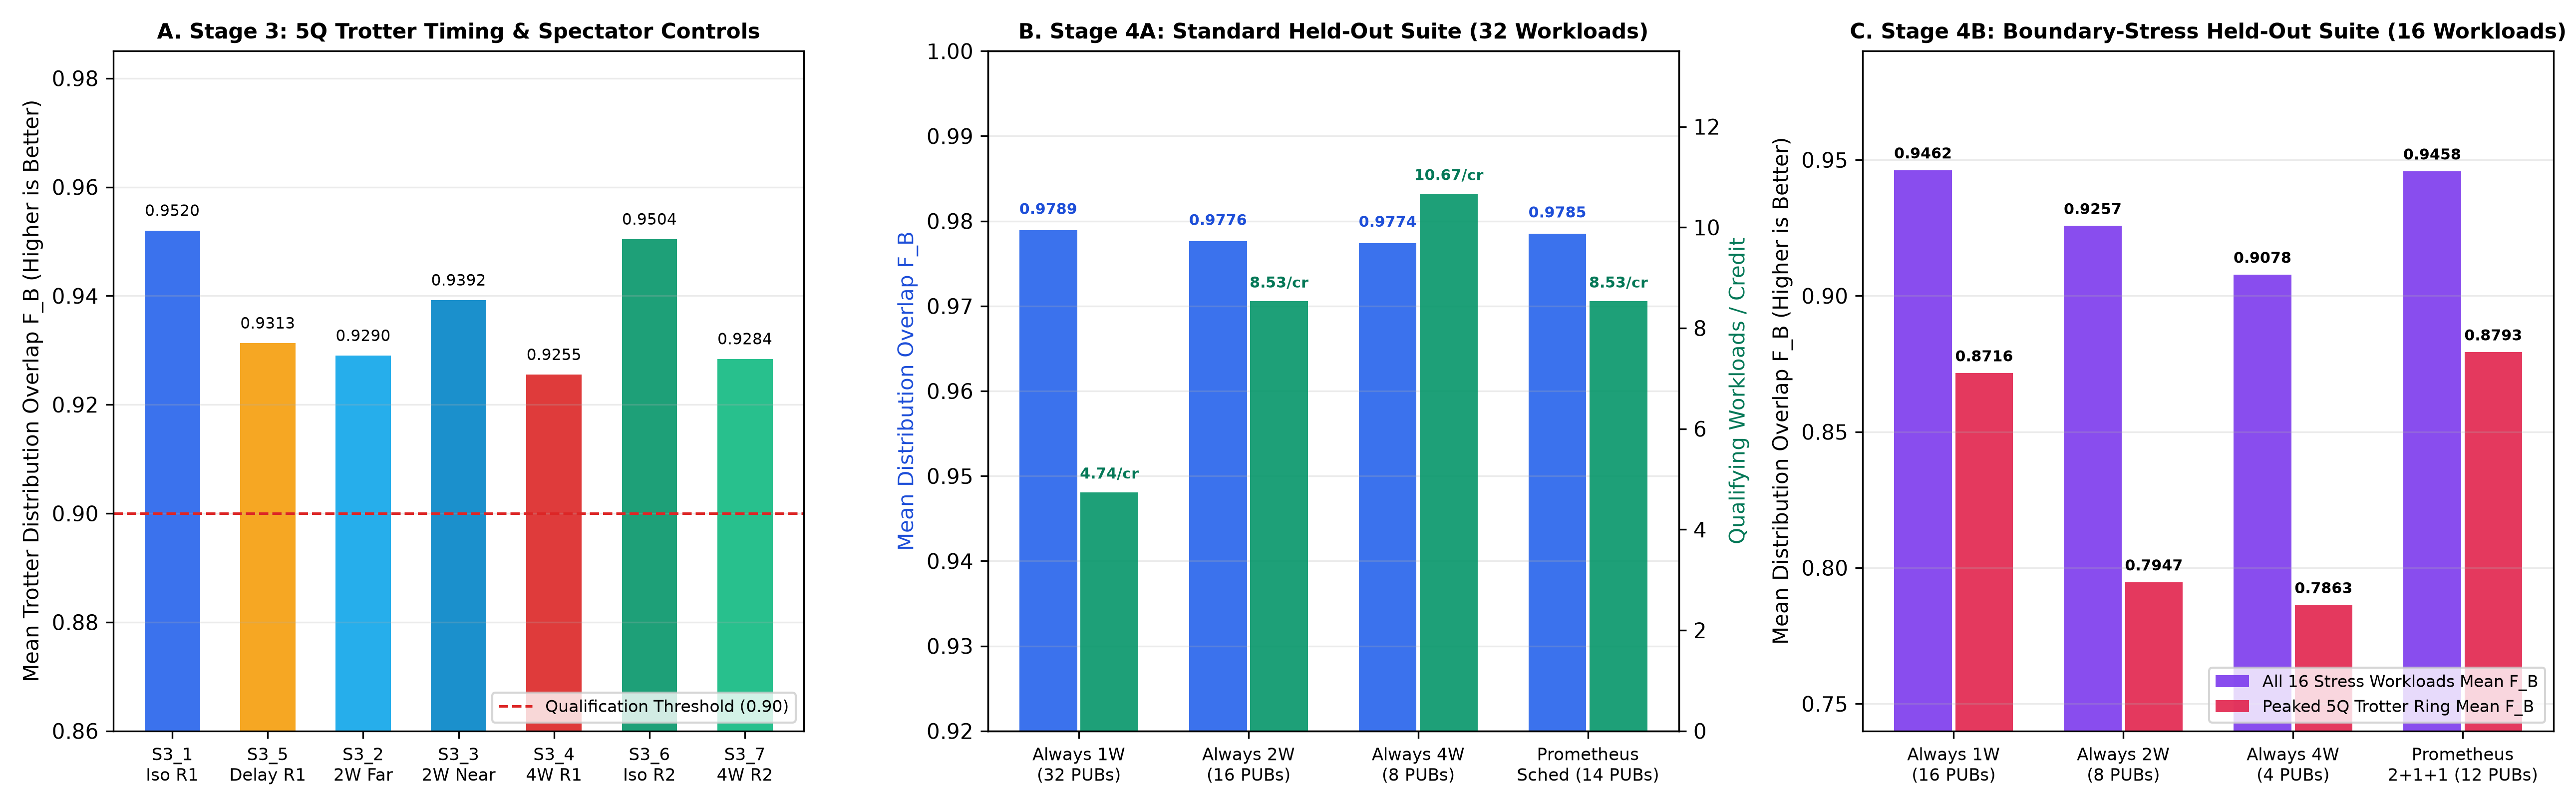 A. Stage 3: 5Q Trotter Timing & Spectator Controls
Mean Trotter Distribution Overlap F_B (Higher is Better)
0.98
0.96
0.94
0.92
0.90
0.88
0.86
0.9520
0.9313
0.9290
0.9392
0.9255
0.9504
0.9284
Qualification Threshold (0.90)
S3_1
Iso R1
S3_5
Delay R1
S3_2
2W Far
S3_3
2W Near
S3_4
4W R1
S3_6
Iso R2
S3_7
4W R2
B. Stage 4A: Standard Held-Out Suite (32 Workloads)
Mean Distribution Overlap F_B
1.00
0.99
0.98
0.97
0.96
0.95
0.94
0.93
0.92
0.9789
4.74/cr
0.9776
8.53/cr
0.9774
10.67/cr
0.9785
8.53/cr
12
10
8
6
4
2
0
Qualifying Workloads / Credit
Always 1W
(32 PUBs)
Always 2W
(16 PUBs)
Always 4W
(8 PUBs)
Prometheus
Sched (14 PUBs)
C. Stage 4B: Boundary-Stress Held-Out Suite (16 Workloads)
Mean Distribution Overlap F_B (Higher is Better)
0.95
0.90
0.85
0.80
0.75
0.9462
0.8716
0.9257
0.7947
0.9078
0.7863
0.9458
0.8793
All 16 Stress Workloads Mean F_B
Peaked 5Q Trotter Ring Mean F_B
Always 1W
(16 PUBs)
Always 2W
(8 PUBs)
Always 4W
(4 PUBs)
Prometheus
2+1+1 (12 PUBs)